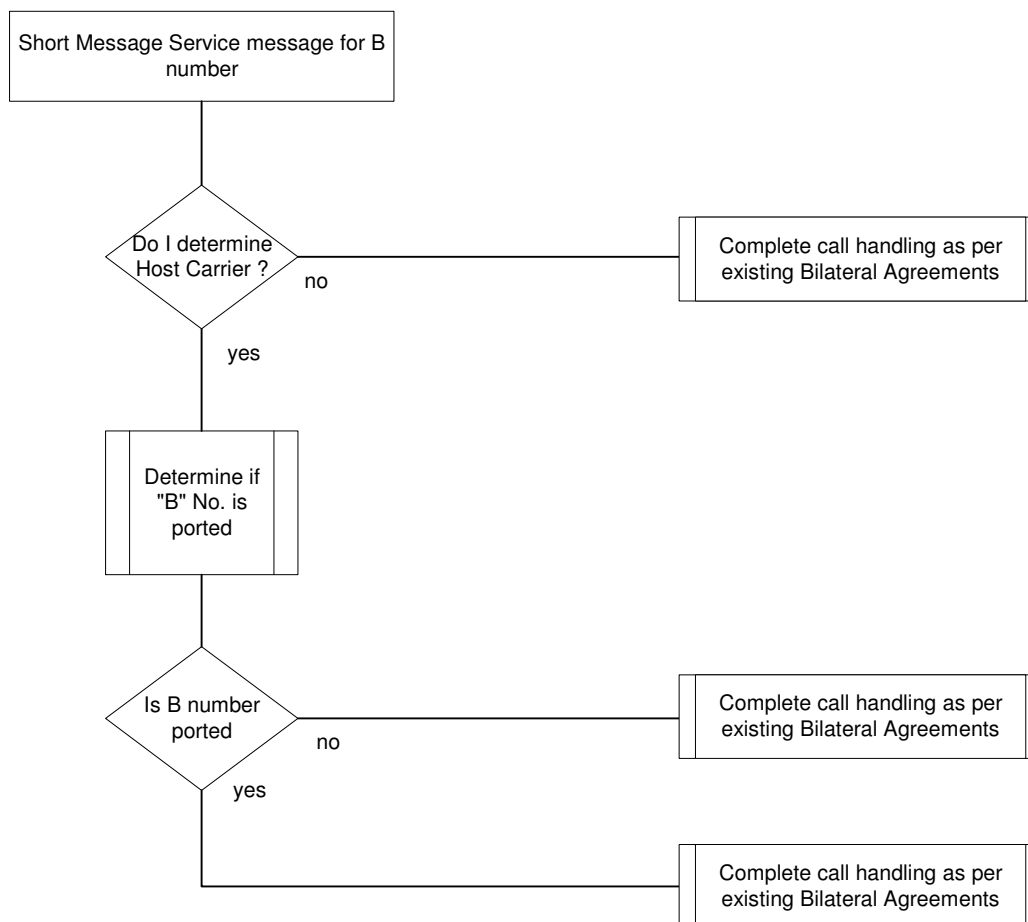 Short Message Service message for B
number
Do I determine
Host Carrier ?
no
Complete call handling as per
existing Bilateral Agreements
yes
Determine if
"B" No. is
ported
Is B number
ported
no
Complete call handling as per
existing Bilateral Agreements
yes
Complete call handling as per
existing Bilateral Agreements